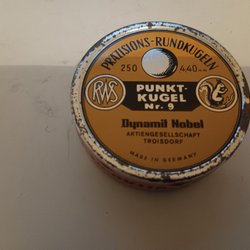 PRÄZISIONS-RUNDKUGELN
250 4,40 mm
RWS
PUNKT-
KUGEL
Nr. 9
Dynamit Nobel
AKTIENGESELLSCHAFT
TROISDORF
MADE IN GERMANY